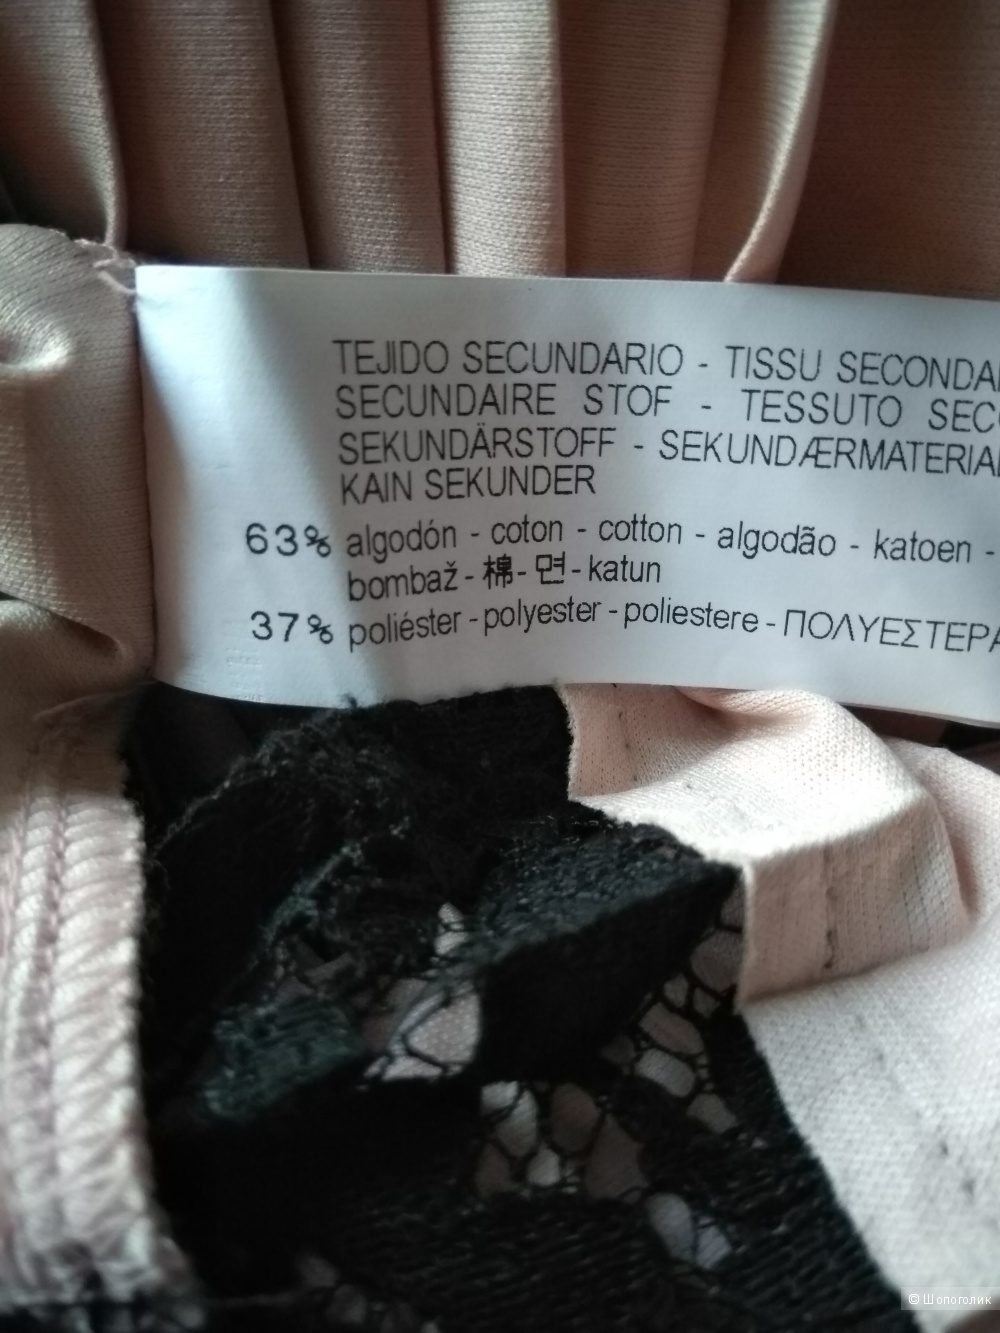 TEJIDO SECUNDARIO - TISSU SECONDA
SECUNDAIRE STOF - TESSUTO SEC
SEKUNDÄRSTOFF - SEKUNDÆRMATERIAL
KAIN SEKUNDER
63% algodón - coton - cotton - algodão - katoen -
bombaž - 棉 - 면 - katun
37% poliéster - polyester - poliestere - ΠΟΛΥΕΣΤΕΡΑ
© Шопоголик